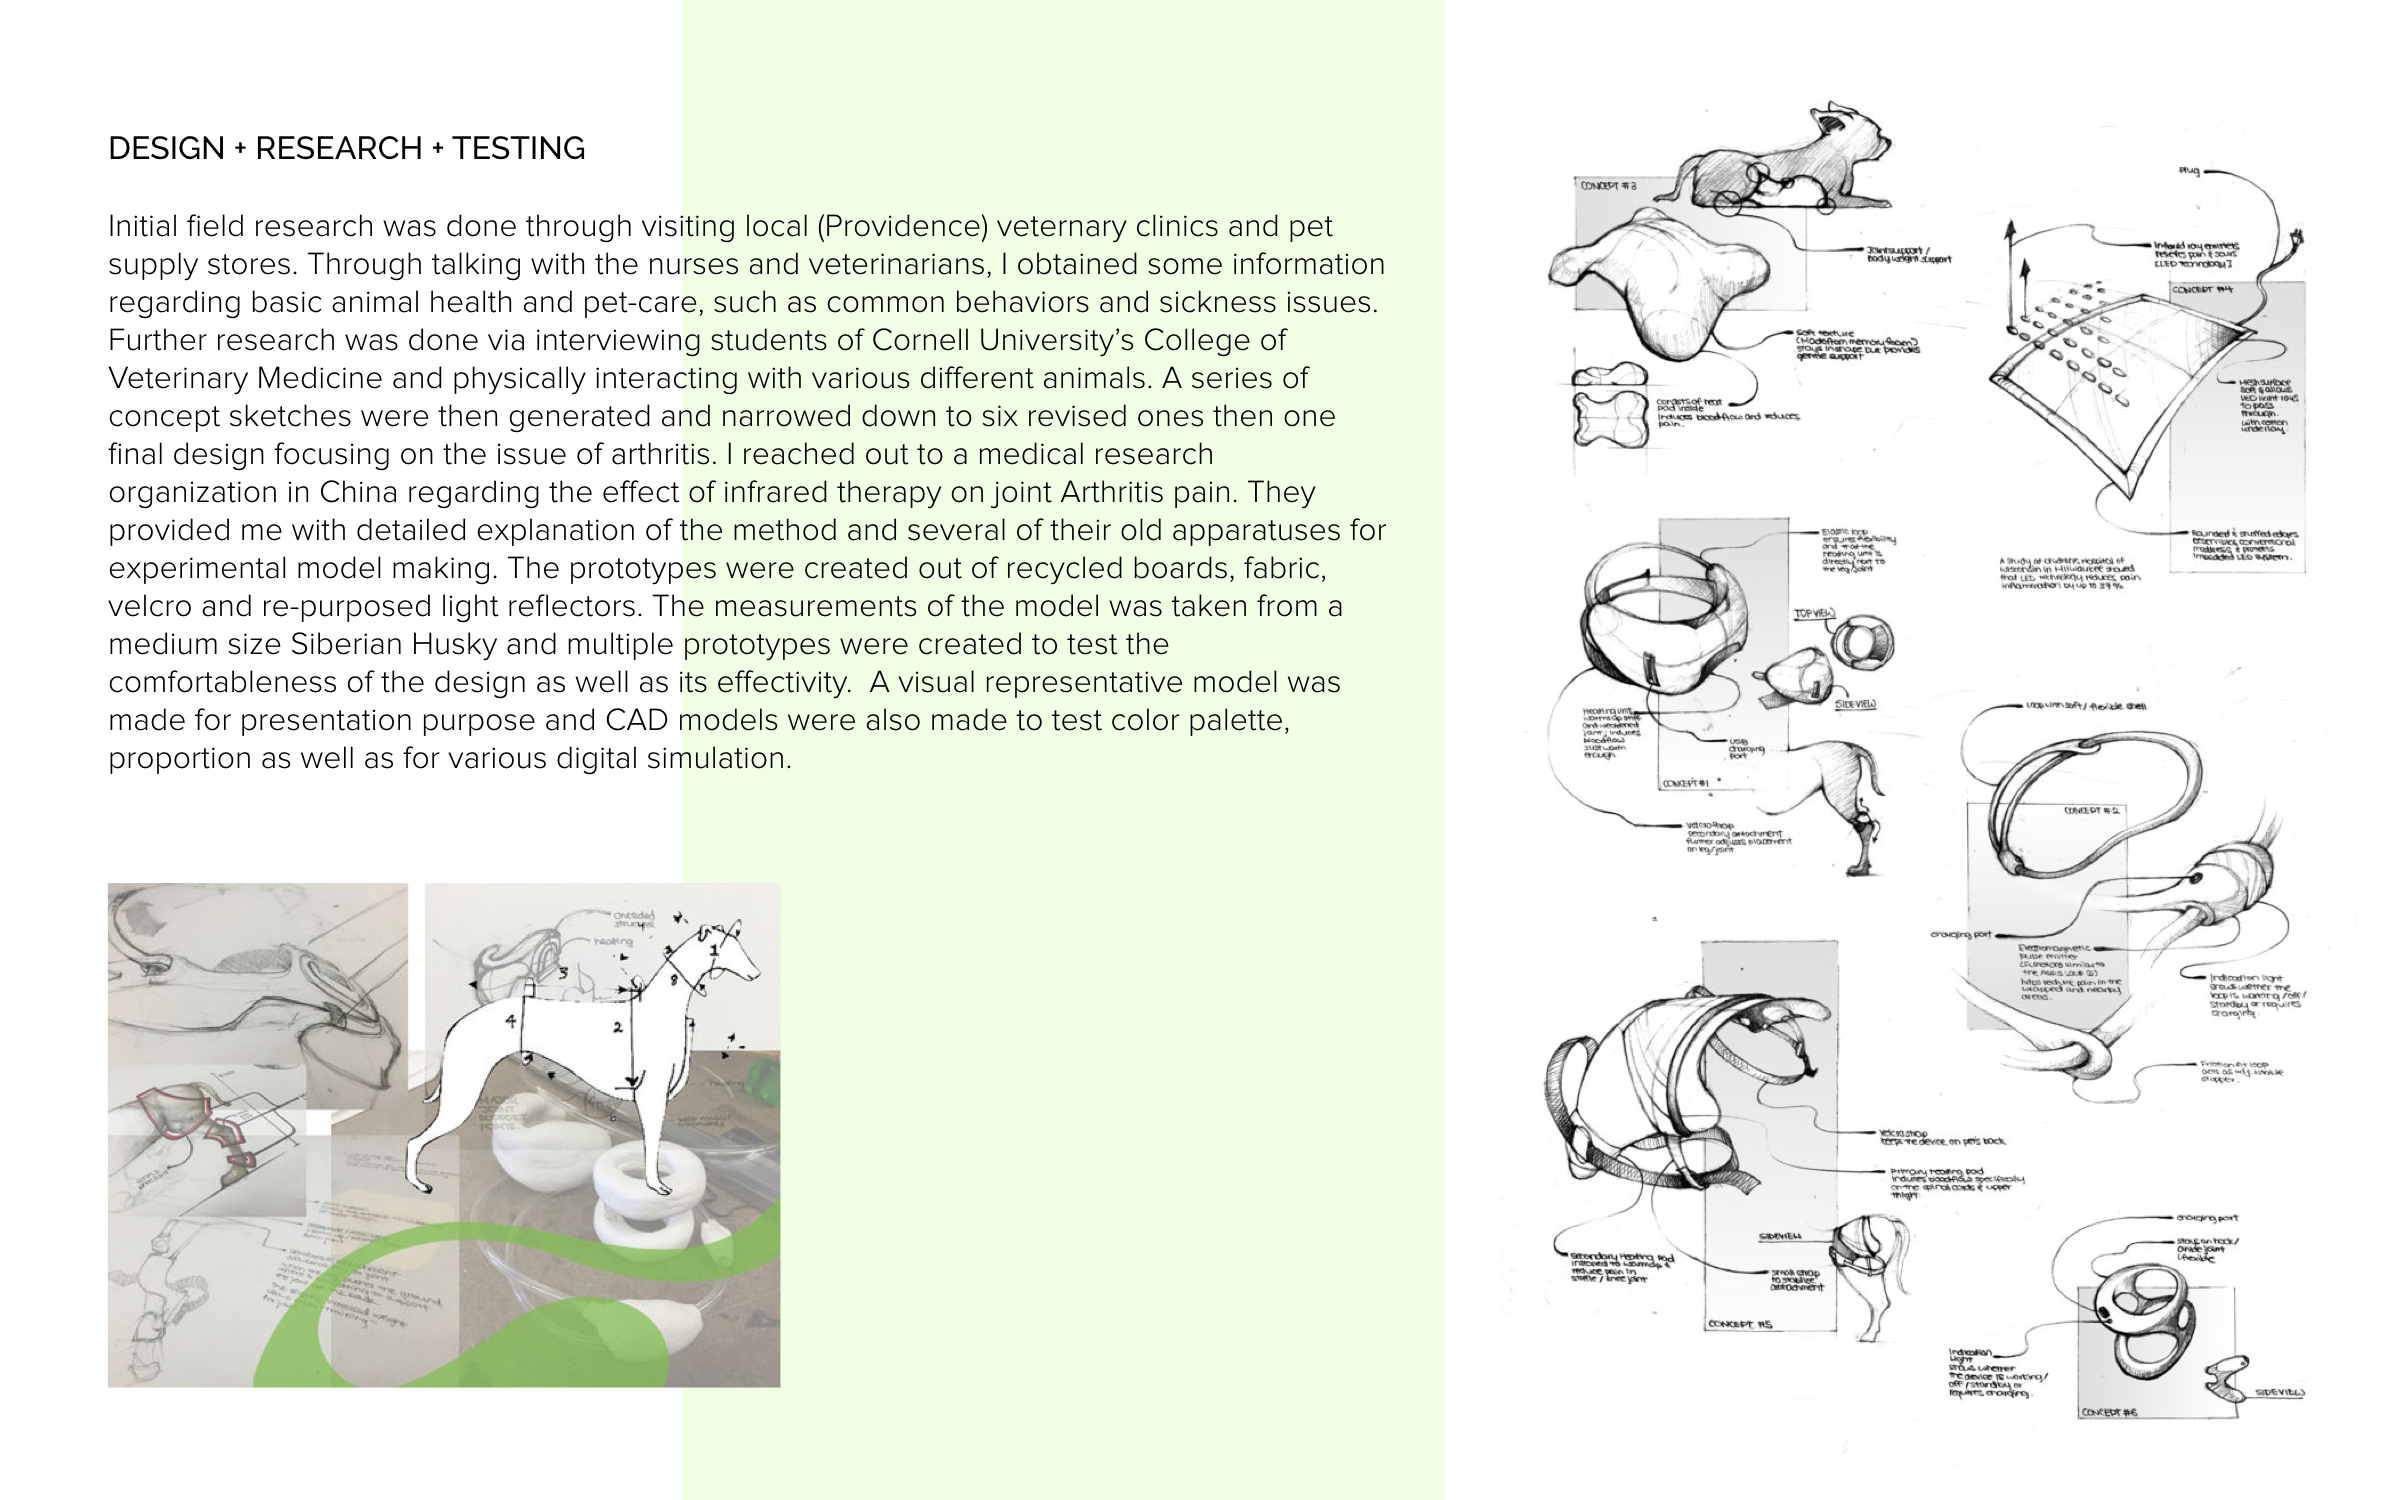 DESIGN + RESEARCH + TESTING
Initial field research was done through visiting local (Providence) veternary clinics and pet
supply stores. Through talking with the nurses and veterinarians, I obtained some information
regarding basic animal health and pet-care, such as common behaviors and sickness issues.
Further research was done via interviewing students of Cornell University’s College of
Veterinary Medicine and physically interacting with various different animals. A series of
concept sketches were then generated and narrowed down to six revised ones then one
final design focusing on the issue of arthritis. I reached out to a medical research
organization in China regarding the effect of infrared therapy on joint Arthritis pain. They
provided me with detailed explanation of the method and several of their old apparatuses for
experimental model making. The prototypes were created out of recycled boards, fabric,
velcro and re-purposed light reflectors. The measurements of the model was taken from a
medium size Siberian Husky and multiple prototypes were created to test the
comfortableness of the design as well as its effectivity.  A visual representative model was
made for presentation purpose and CAD models were also made to test color palette,
proportion as well as for various digital simulation.
heating
1
3
4
2
MAJOR
JOINT
SUPPORT
POINTS
CONCEPT #3
Joint support /
Body weight support
Soft texture
(Made from memory foam)
stays in shape but provides
gentle support
consists of heat
pad inside
induces bloodflow and reduces
pain.
plug
Infrared ray emitters
[LED technology]
CONCEPT #4
Mesh surface
soft & allows
LED light rays
to pass
through.
with cotton
underlay.
Rounded & stuffed edges
resembles conventional
mattress & protects
imbedded LED system.
A study at children's Hospital of
Wisconsin in Milwaukee showed
that LED technology reduces pain
inflammation by up to 37%
Elastic loop
ensures flexibility
and that the
heating unit is
directly next to
the leg/joint
TOP VIEW
SIDEVIEW
Heating unit
warms up stiff
and weakened
joint; induces
bloodflow
Just warm
enough
USB
charging
port
CONCEPT #1
Velcro strap
secondary attachment
further adjusts placement
on leg/joint
Loop with soft / flexible shell
CONCEPT #2
charging port
Electromagnetic
pulse emitter
(Functions similar to
the Assisi Loop ®)
helps reduce pain in the
wrapped and nearby
areas.
Indication light
shows wether the
loop is working/off/
standby or requires
charging.
Friction fit loop
acts as adjustable
stopper.
velcro strap
keeps the device on pet's back
Primary heating pad
induces bloodflow specifically
on the spinal cords & upper
thigh
SIDEVIEW
Secondary Heating pad
reduce pain in
stifle / knee joint
small strap
to stabilize
attachment
CONCEPT #5
charging port
stays on hock/
ankle joint
(flexible
Indication
Light
shows whether
the device is working/
off/standby or
requires charging.
SIDEVIEW
CONCEPT #6